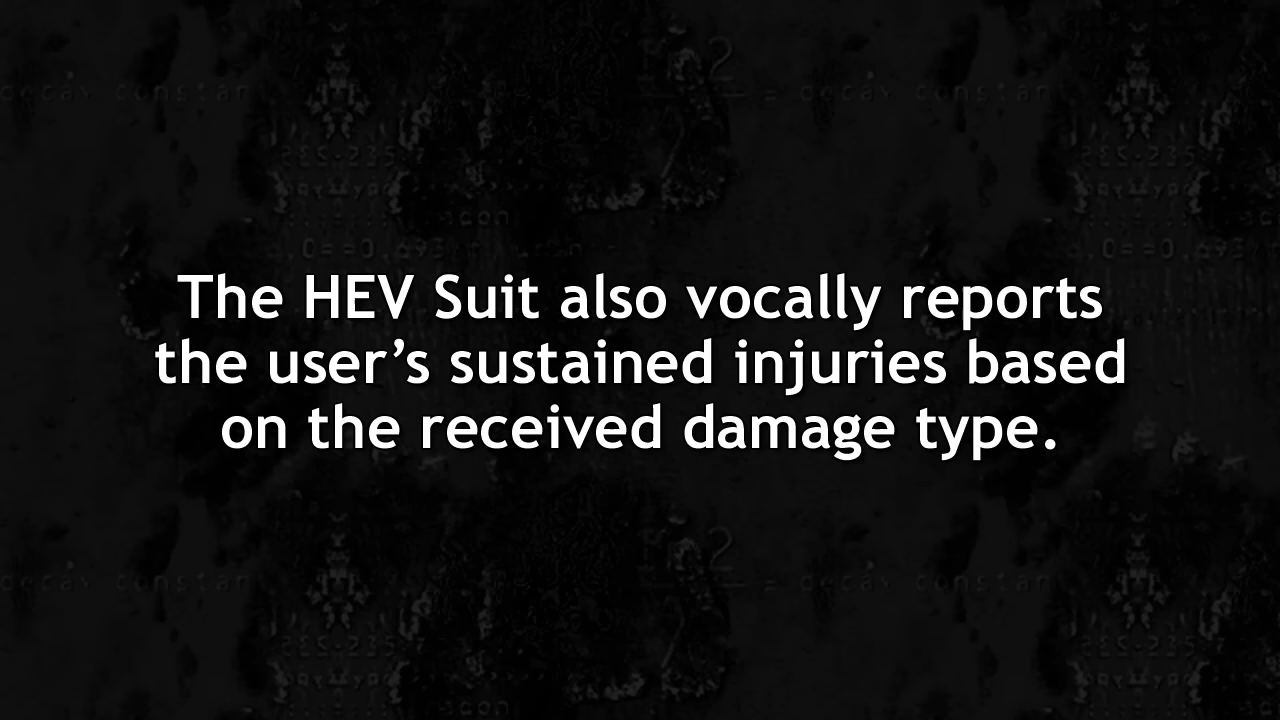 The HEV Suit also vocally reports
the user’s sustained injuries based
on the received damage type.